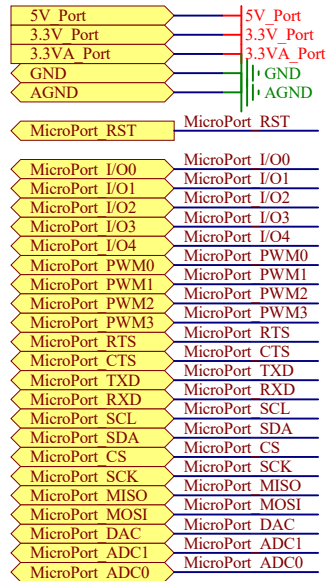 5V_Port 5V_Port
3.3V_Port 3.3V_Port
3.3VA_Port 3.3VA_Port
GND GND
AGND AGND
MicroPort_RST MicroPort_RST
MicroPort_I/O0 MicroPort_I/O0
MicroPort_I/O1 MicroPort_I/O1
MicroPort_I/O2 MicroPort_I/O2
MicroPort_I/O3 MicroPort_I/O3
MicroPort_I/O4 MicroPort_I/O4
MicroPort_PWM0 MicroPort_PWM0
MicroPort_PWM1 MicroPort_PWM1
MicroPort_PWM2 MicroPort_PWM2
MicroPort_PWM3 MicroPort_PWM3
MicroPort_RTS MicroPort_RTS
MicroPort_CTS MicroPort_CTS
MicroPort_TXD MicroPort_TXD
MicroPort_RXD MicroPort_RXD
MicroPort_SCL MicroPort_SCL
MicroPort_SDA MicroPort_SDA
MicroPort_CS MicroPort_CS
MicroPort_SCK MicroPort_SCK
MicroPort_MISO MicroPort_MISO
MicroPort_MOSI MicroPort_MOSI
MicroPort_DAC MicroPort_DAC
MicroPort_ADC1 MicroPort_ADC1
MicroPort_ADC0 MicroPort_ADC0